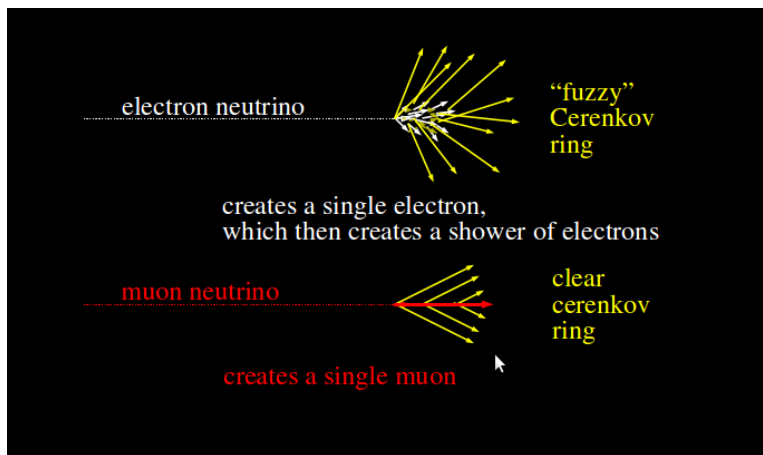 electron neutrino
“fuzzy”
Cerenkov
ring
creates a single electron,
which then creates a shower of electrons
muon neutrino
clear
cerenkov
ring
creates a single muon